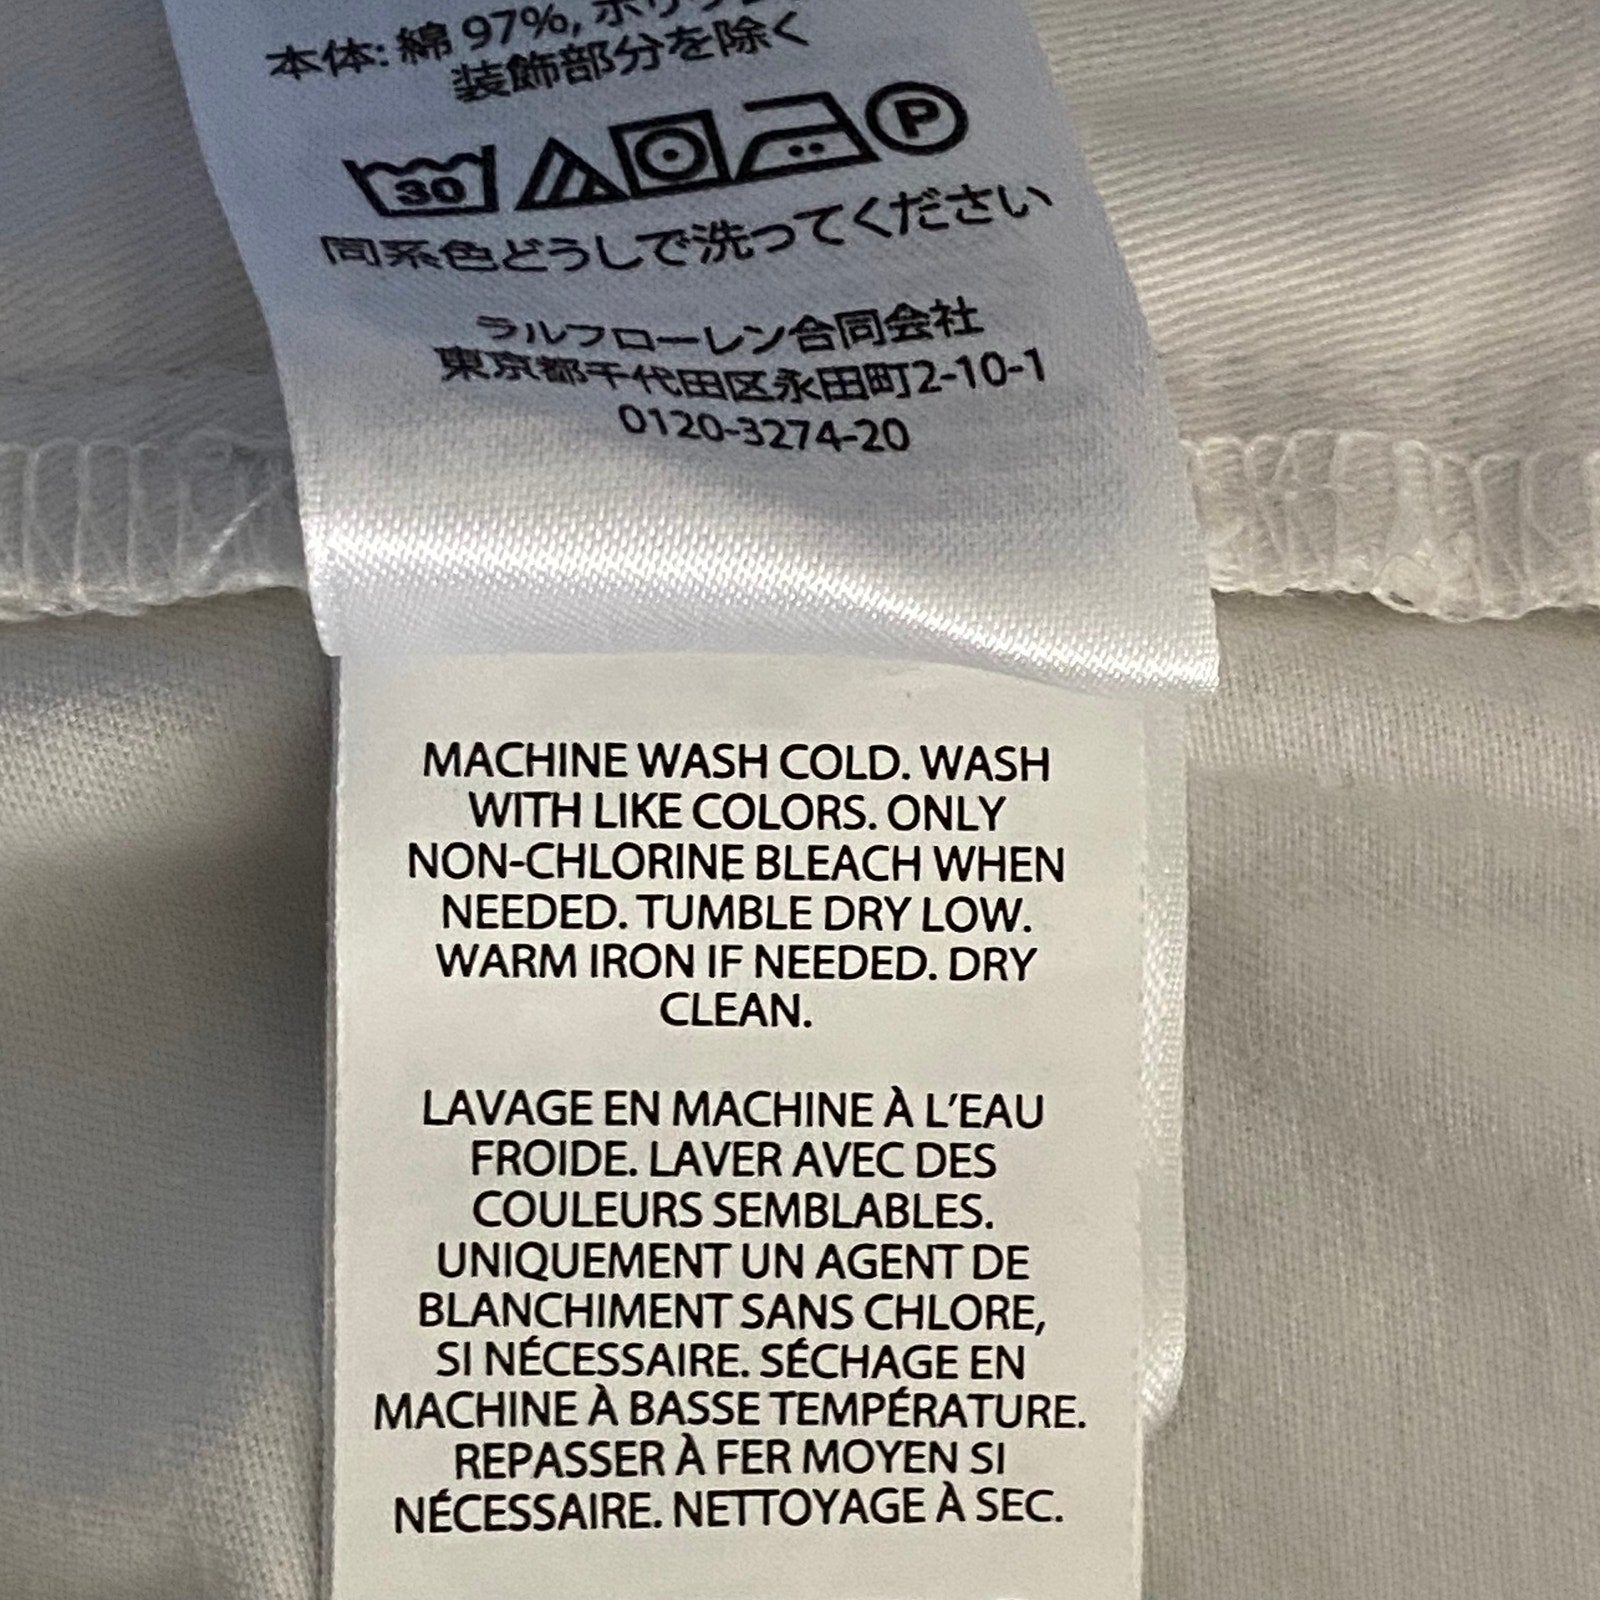 本体: 綿 97%, ポリウ
装飾部分を除く
30 P
同系色どうしで洗ってください
ラルフローレン合同会社
東京都千代田区永田町2-10-1
0120-3274-20
MACHINE WASH COLD. WASH
WITH LIKE COLORS. ONLY
NON-CHLORINE BLEACH WHEN
NEEDED. TUMBLE DRY LOW.
WARM IRON IF NEEDED. DRY
CLEAN.
LAVAGE EN MACHINE À L'EAU
FROIDE. LAVER AVEC DES
COULEURS SEMBLABLES.
UNIQUEMENT UN AGENT DE
BLANCHIMENT SANS CHLORE,
SI NÉCESSAIRE. SÉCHAGE EN
MACHINE À BASSE TEMPÉRATURE.
REPASSER À FER MOYEN SI
NÉCESSAIRE. NETTOYAGE À SEC.